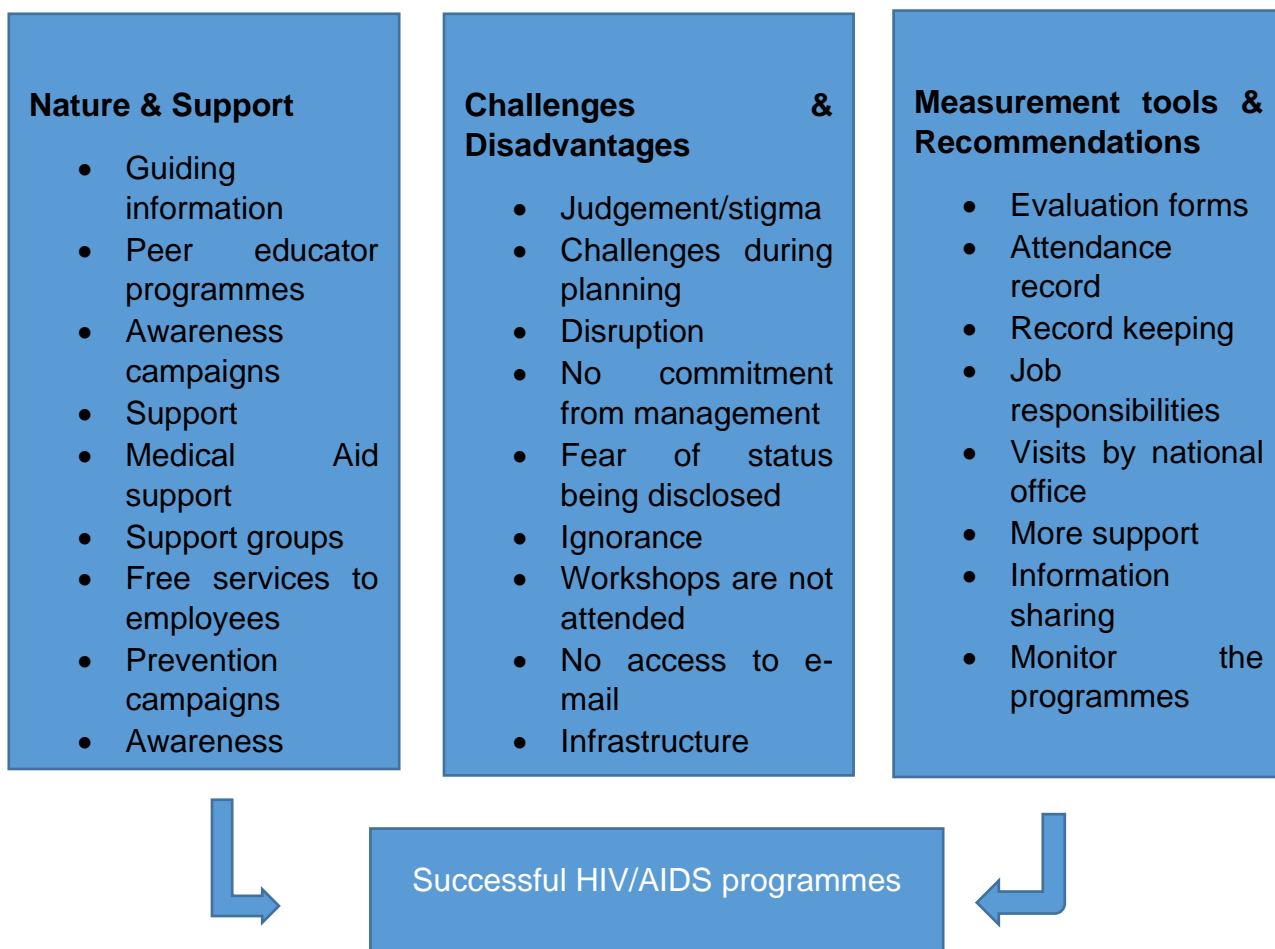 Nature & Support
• Guiding
information
• Peer educator
programmes
• Awareness
campaigns
• Support
• Medical Aid
support
• Support groups
• Free services to
employees
• Prevention
campaigns
• Awareness
Challenges &
Disadvantages
• Judgement/stigma
• Challenges during
planning
• Disruption
• No commitment
from management
• Fear of status
being disclosed
• Ignorance
• Workshops are not
attended
• No access to e-
mail
• Infrastructure
Measurement tools &
Recommendations
• Evaluation forms
• Attendance
record
• Record keeping
• Job
responsibilities
• Visits by national
office
• More support
• Information
sharing
• Monitor the
programmes
Successful HIV/AIDS programmes